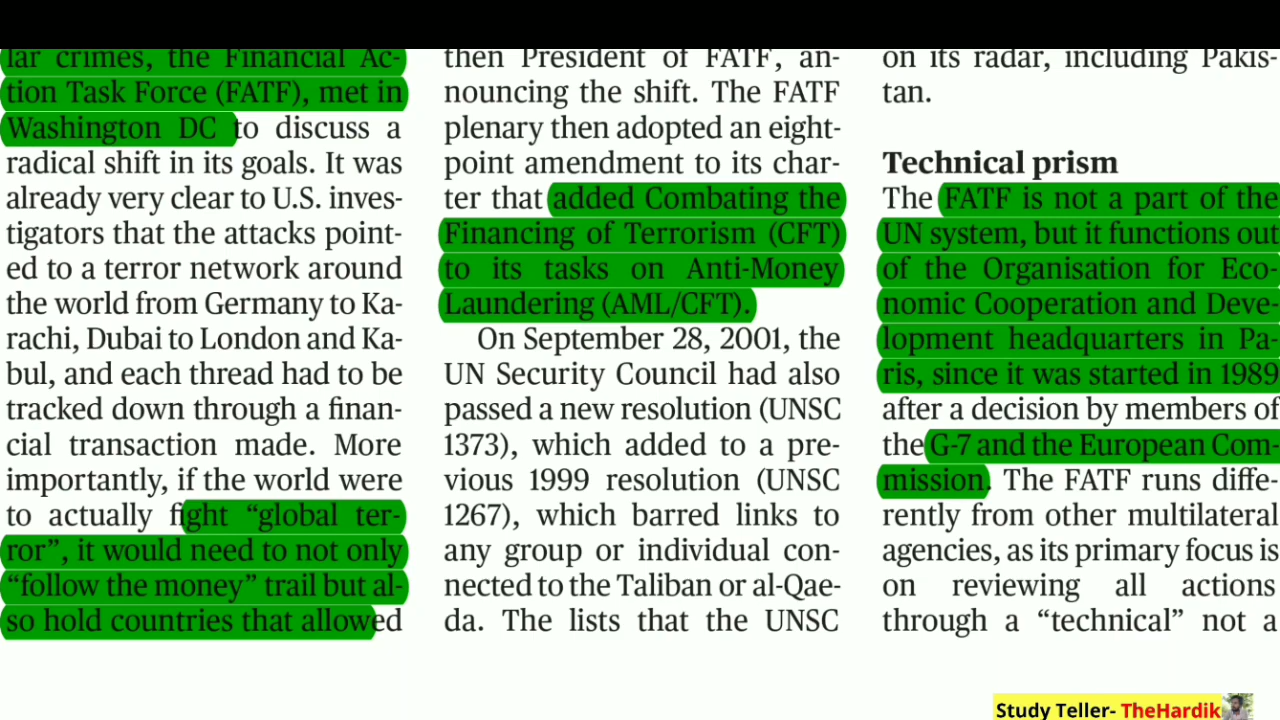 lar crimes, the Financial Ac-
tion Task Force (FATF), met in
Washington DC to discuss a
radical shift in its goals. It was
already very clear to U.S. inves-
tigators that the attacks point-
ed to a terror network around
the world from Germany to Ka-
rachi, Dubai to London and Ka-
bul, and each thread had to be
tracked down through a finan-
cial transaction made. More
importantly, if the world were
to actually fight “global ter-
ror”, it would need to not only
“follow the money” trail but al-
so hold countries that allowed
then President of FATF, an-
nouncing the shift. The FATF
plenary then adopted an eight-
point amendment to its char-
ter that added Combating the
Financing of Terrorism (CFT)
to its tasks on Anti-Money
Laundering (AML/CFT).
On September 28, 2001, the
UN Security Council had also
passed a new resolution (UNSC
1373), which added to a pre-
vious 1999 resolution (UNSC
1267), which barred links to
any group or individual con-
nected to the Taliban or al-Qae-
da. The lists that the UNSC
on its radar, including Pakis-
tan.
Technical prism
The FATF is not a part of the
UN system, but it functions out
of the Organisation for Eco-
nomic Cooperation and Deve-
lopment headquarters in Pa-
ris, since it was started in 1989
after a decision by members of
the G-7 and the European Com-
mission. The FATF runs diffe-
rently from other multilateral
agencies, as its primary focus is
on reviewing all actions
through a “technical” not a
Study Teller- TheHardik